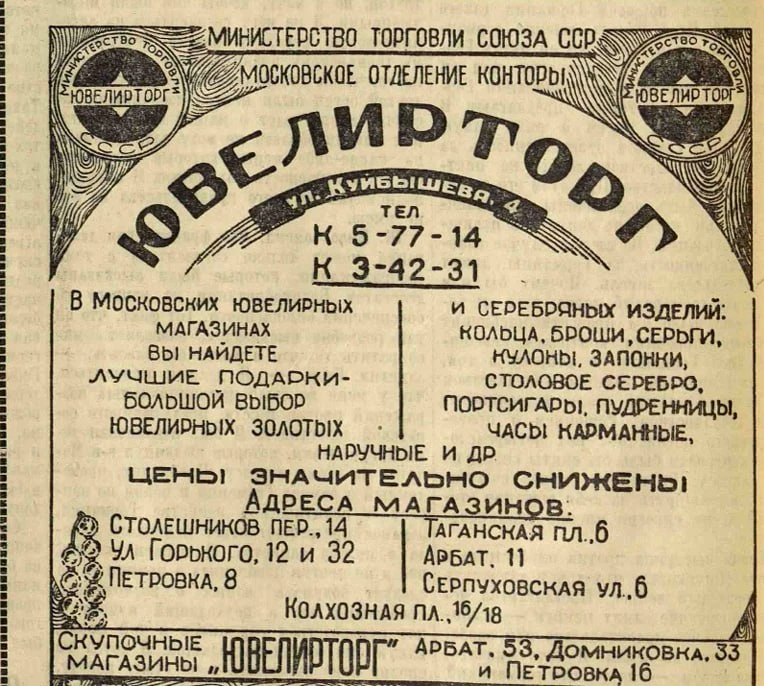 МИНИСТЕРСТВО ТОРГОВЛИ СОЮЗА ССР
МИНИСТЕРСТВО ТОРГОВЛИ
ЮВЕЛИРТОРГ
СССР
МИНИСТЕРСТВО ТОРГОВЛИ
ЮВЕЛИРТОРГ
СССР
МОСКОВСКОЕ ОТДЕЛЕНИЕ КОНТОРЫ
ЮВЕЛИРТОРГ
УЛ. КУЙБЫШЕВА, 4
ТЕЛ
К 5-77-14
К 3-42-31
В МОСКОВСКИХ ЮВЕЛИРНЫХ
МАГАЗИНАХ
ВЫ НАЙДЕТЕ
ЛУЧШИЕ ПОДАРКИ-
БОЛЬШОЙ ВЫБОР
ЮВЕЛИРНЫХ ЗОЛОТЫХ
И СЕРЕБРЯНЫХ ИЗДЕЛИЙ:
КОЛЬЦА, БРОШИ, СЕРЬГИ,
КУЛОНЫ, ЗАПОНКИ,
СТОЛОВОЕ СЕРЕБРО,
ПОРТСИГАРЫ, ПУДРЕННИЦЫ,
ЧАСЫ КАРМАННЫЕ,
НАРУЧНЫЕ И ДР
ЦЕНЫ ЗНАЧИТЕЛЬНО СНИЖЕНЫ
АДРЕСА МАГАЗИНОВ:
СТОЛЕШНИКОВ ПЕР., 14
УЛ ГОРЬКОГО, 12 И 32
ПЕТРОВКА, 8
ТАГАНСКАЯ ПЛ., 6
АРБАТ. 11
СЕРПУХОВСКАЯ УЛ., 6
КОЛХОЗНАЯ ПЛ., 16/18
СКУПОЧНЫЕ
МАГАЗИНЫ „ЮВЕЛИРТОРГ"
АРБАТ. 53, ДОМНИКОВКА. 33
И ПЕТРОВКА 16